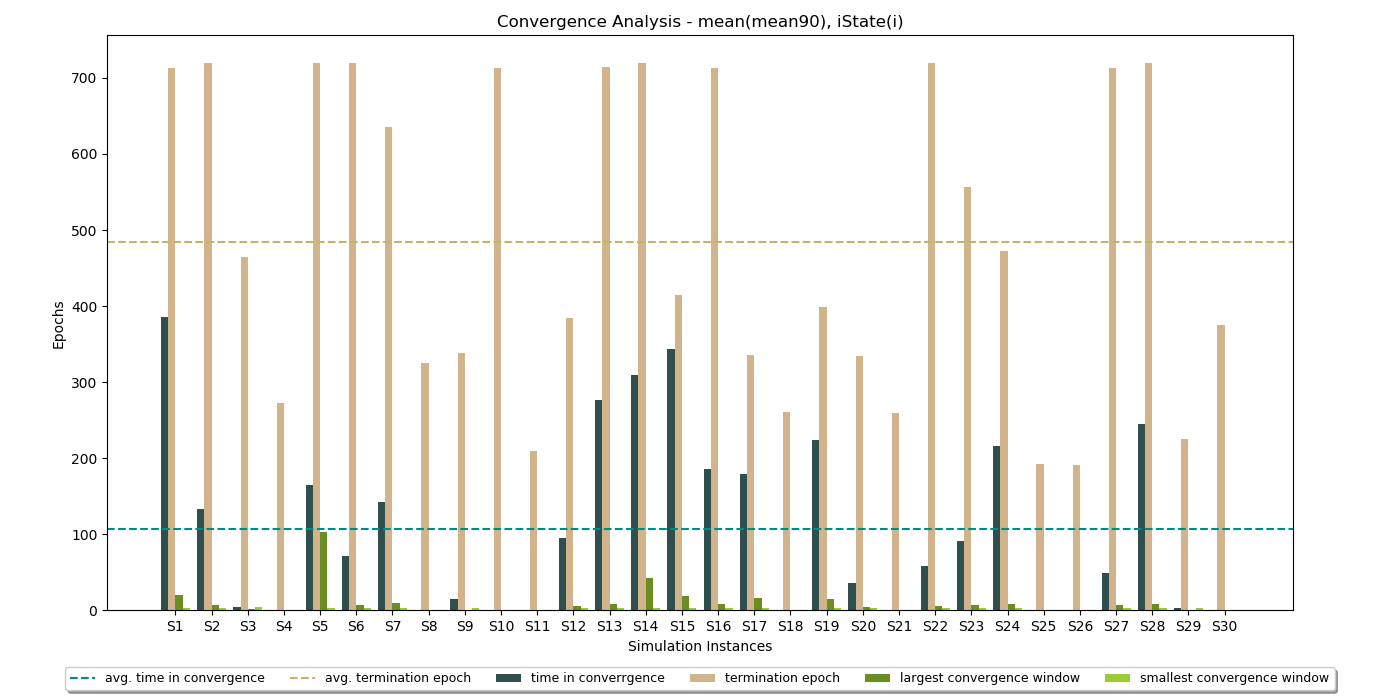 Convergence Analysis - mean(mean90), iState(i)
700
600
500
400
300
200
100
0
Epochs
S1 S2 S3 S4 S5 S6 S7 S8 S9 S10 S11 S12 S13 S14 S15 S16 S17 S18 S19 S20 S21 S22 S23 S24 S25 S26 S27 S28 S29 S30
Simulation Instances
avg. time in convergence avg. termination epoch time in converrgence termination epoch largest convergence window smallest convergence window